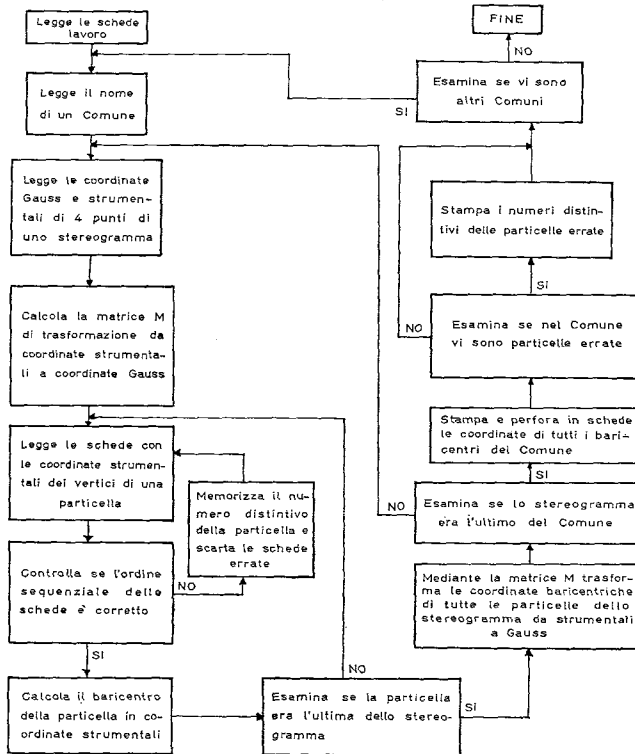 Legge le schede
lavoro
Legge il nome
di un Comune
Legge le coordinate
Gauss e strumen-
tali di 4 punti di
uno stereogramma
Calcola la matrice M
di trasformazione da
coordinate strumenta-
li a coordinate Gauss
Legge le schede con
le coordinate strumen-
tali dei vertici di una
particella
Memorizza il nu-
mero distintivo
della particella e
scarta le schede
errate
Controlla se l'ordine
sequenziale delle
schede è corretto
NO
SI
Calcola il baricentro
della particella in co-
ordinate strumentali
Esamina se la particella
era l'ultima dello stereo-
gramma
NO
SI
Mediante la matrice M trasfor-
ma le coordinate baricentriche
di tutte le particelle dello
stereogramma da strumentali
a Gauss
Esamina se lo stereogramma
era l'ultimo del Comune
NO
SI
Stampa e perfora in schede
le coordinate di tutti i bari-
centri del Comune
Esamina se nel Comune
vi sono particelle errate
NO
SI
Stampa i numeri distin-
tivi delle particelle errate
Esamina se vi sono
altri Comuni
SI
NO
FINE